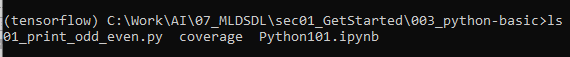 (tensorflow) C:\Work\AI\07_MLDSDL\sec01_GetStarted\003_python-basic>ls
01_print_odd_even.py  coverage  Python101.ipynb